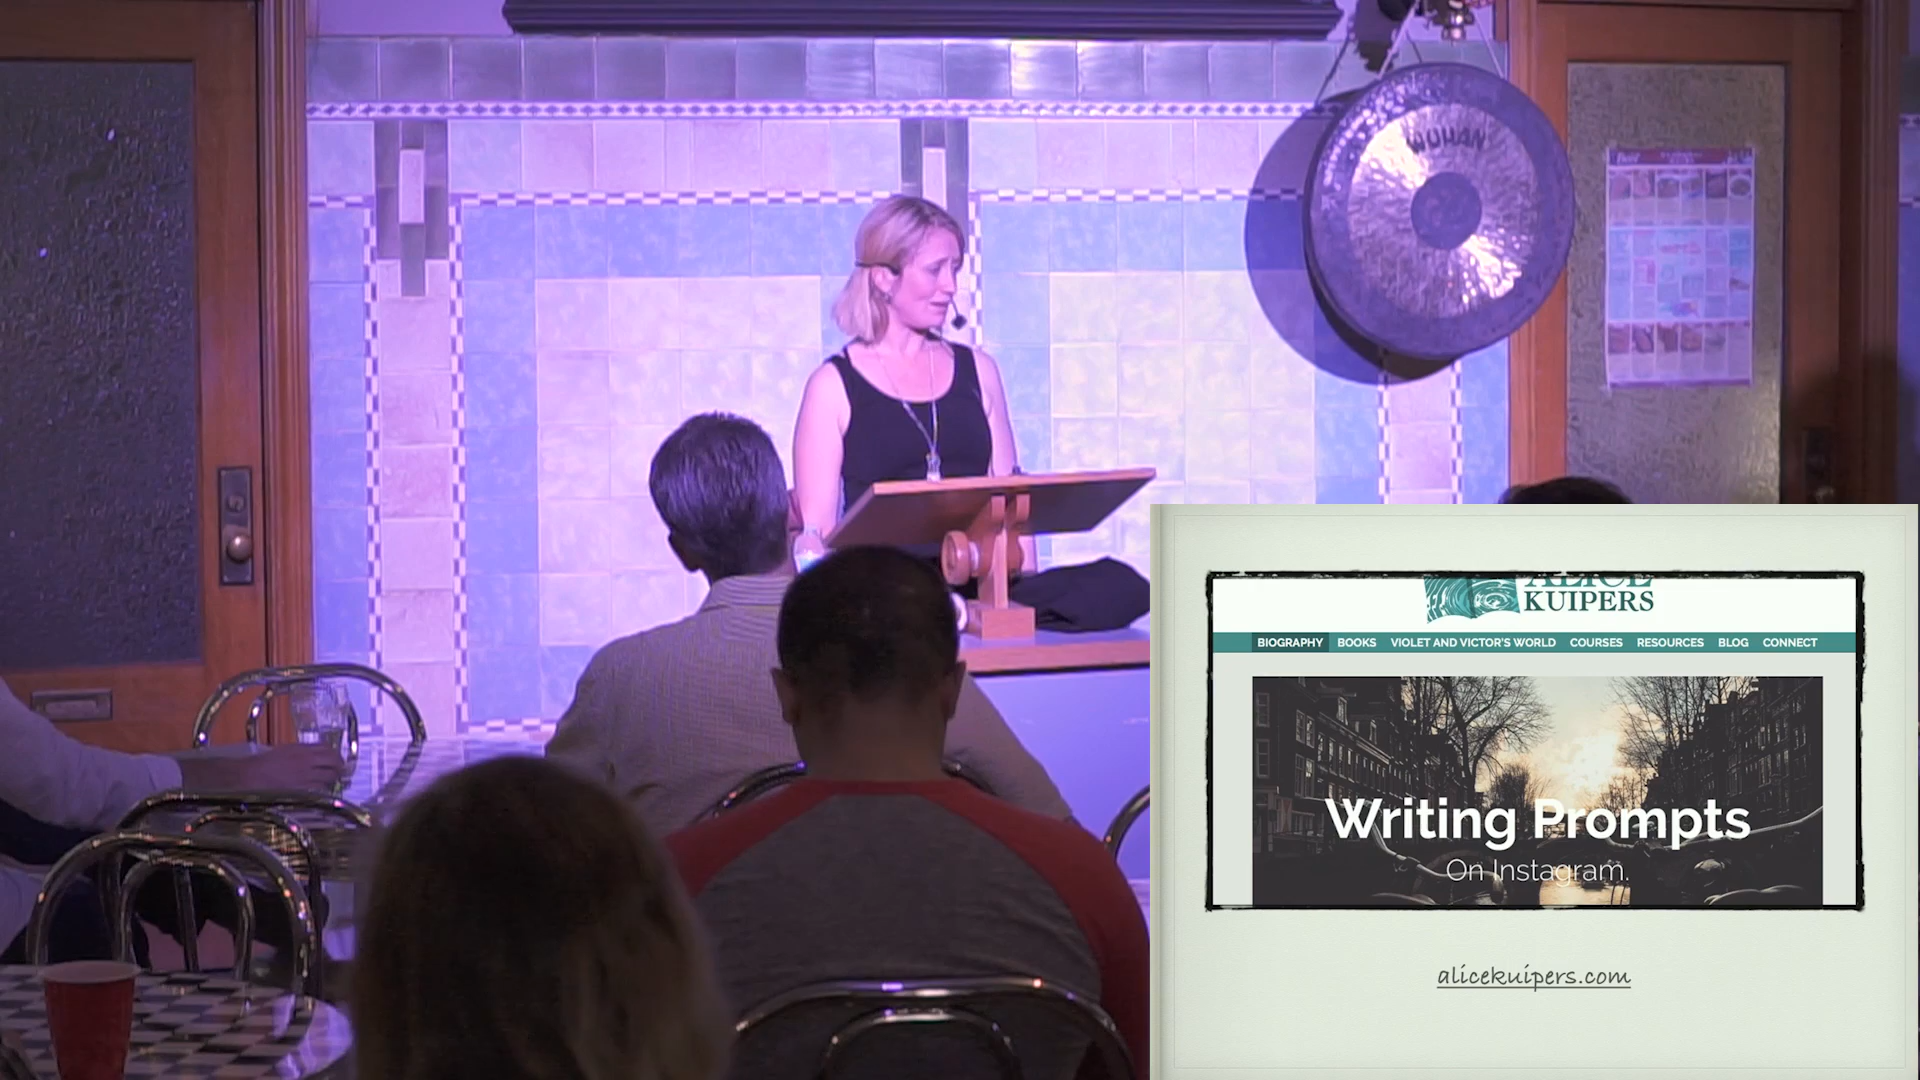 WUHAN
ALICE
KUIPERS
BIOGRAPHY BOOKS VIOLET AND VICTOR'S WORLD COURSES RESOURCES BLOG CONNECT
Writing Prompts
On Instagram.
alicekuipers.com